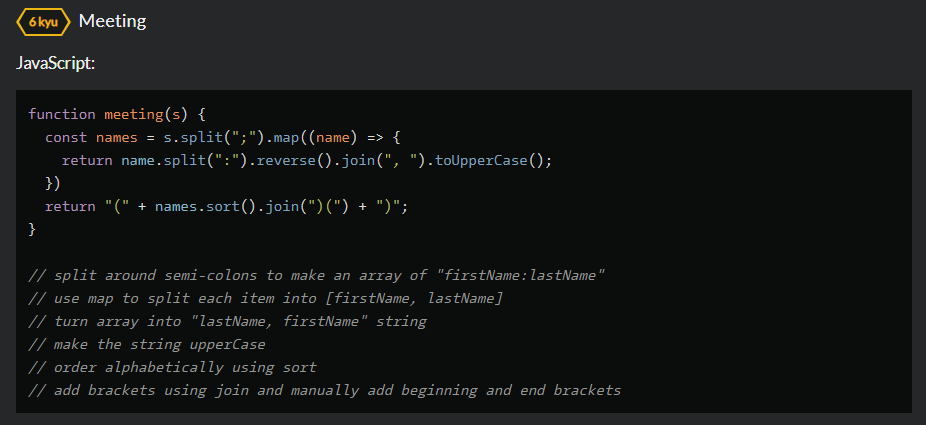 6 kyu Meeting
JavaScript:
function meeting(s) {
  const names = s.split(";").map((name) => {
    return name.split(":").reverse().join(", ").toUpperCase();
  })
  return "(" + names.sort().join(")(") + ")";
}
// split around semi-colons to make an array of "firstName:lastName"
// use map to split each item into [firstName, lastName]
// turn array into "lastName, firstName" string
// make the string upperCase
// order alphabetically using sort
// add brackets using join and manually add beginning and end brackets